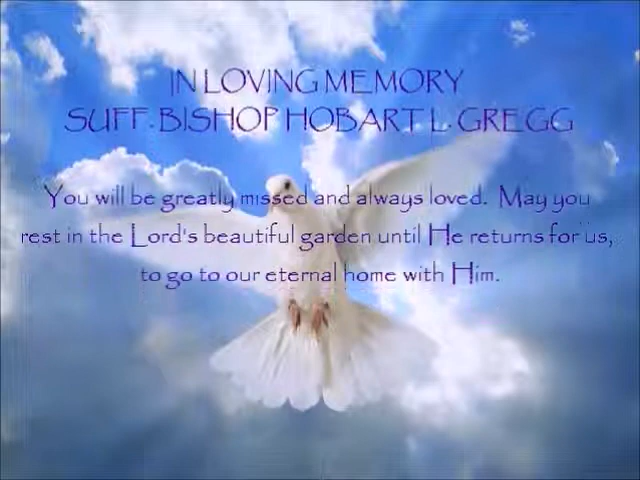 IN LOVING MEMORY
SUFF. BISHOP HOBART L. GREGG
You will be greatly missed and always loved. May you
rest in the Lord's beautiful garden until He returns for us,
to go to our eternal home with Him.